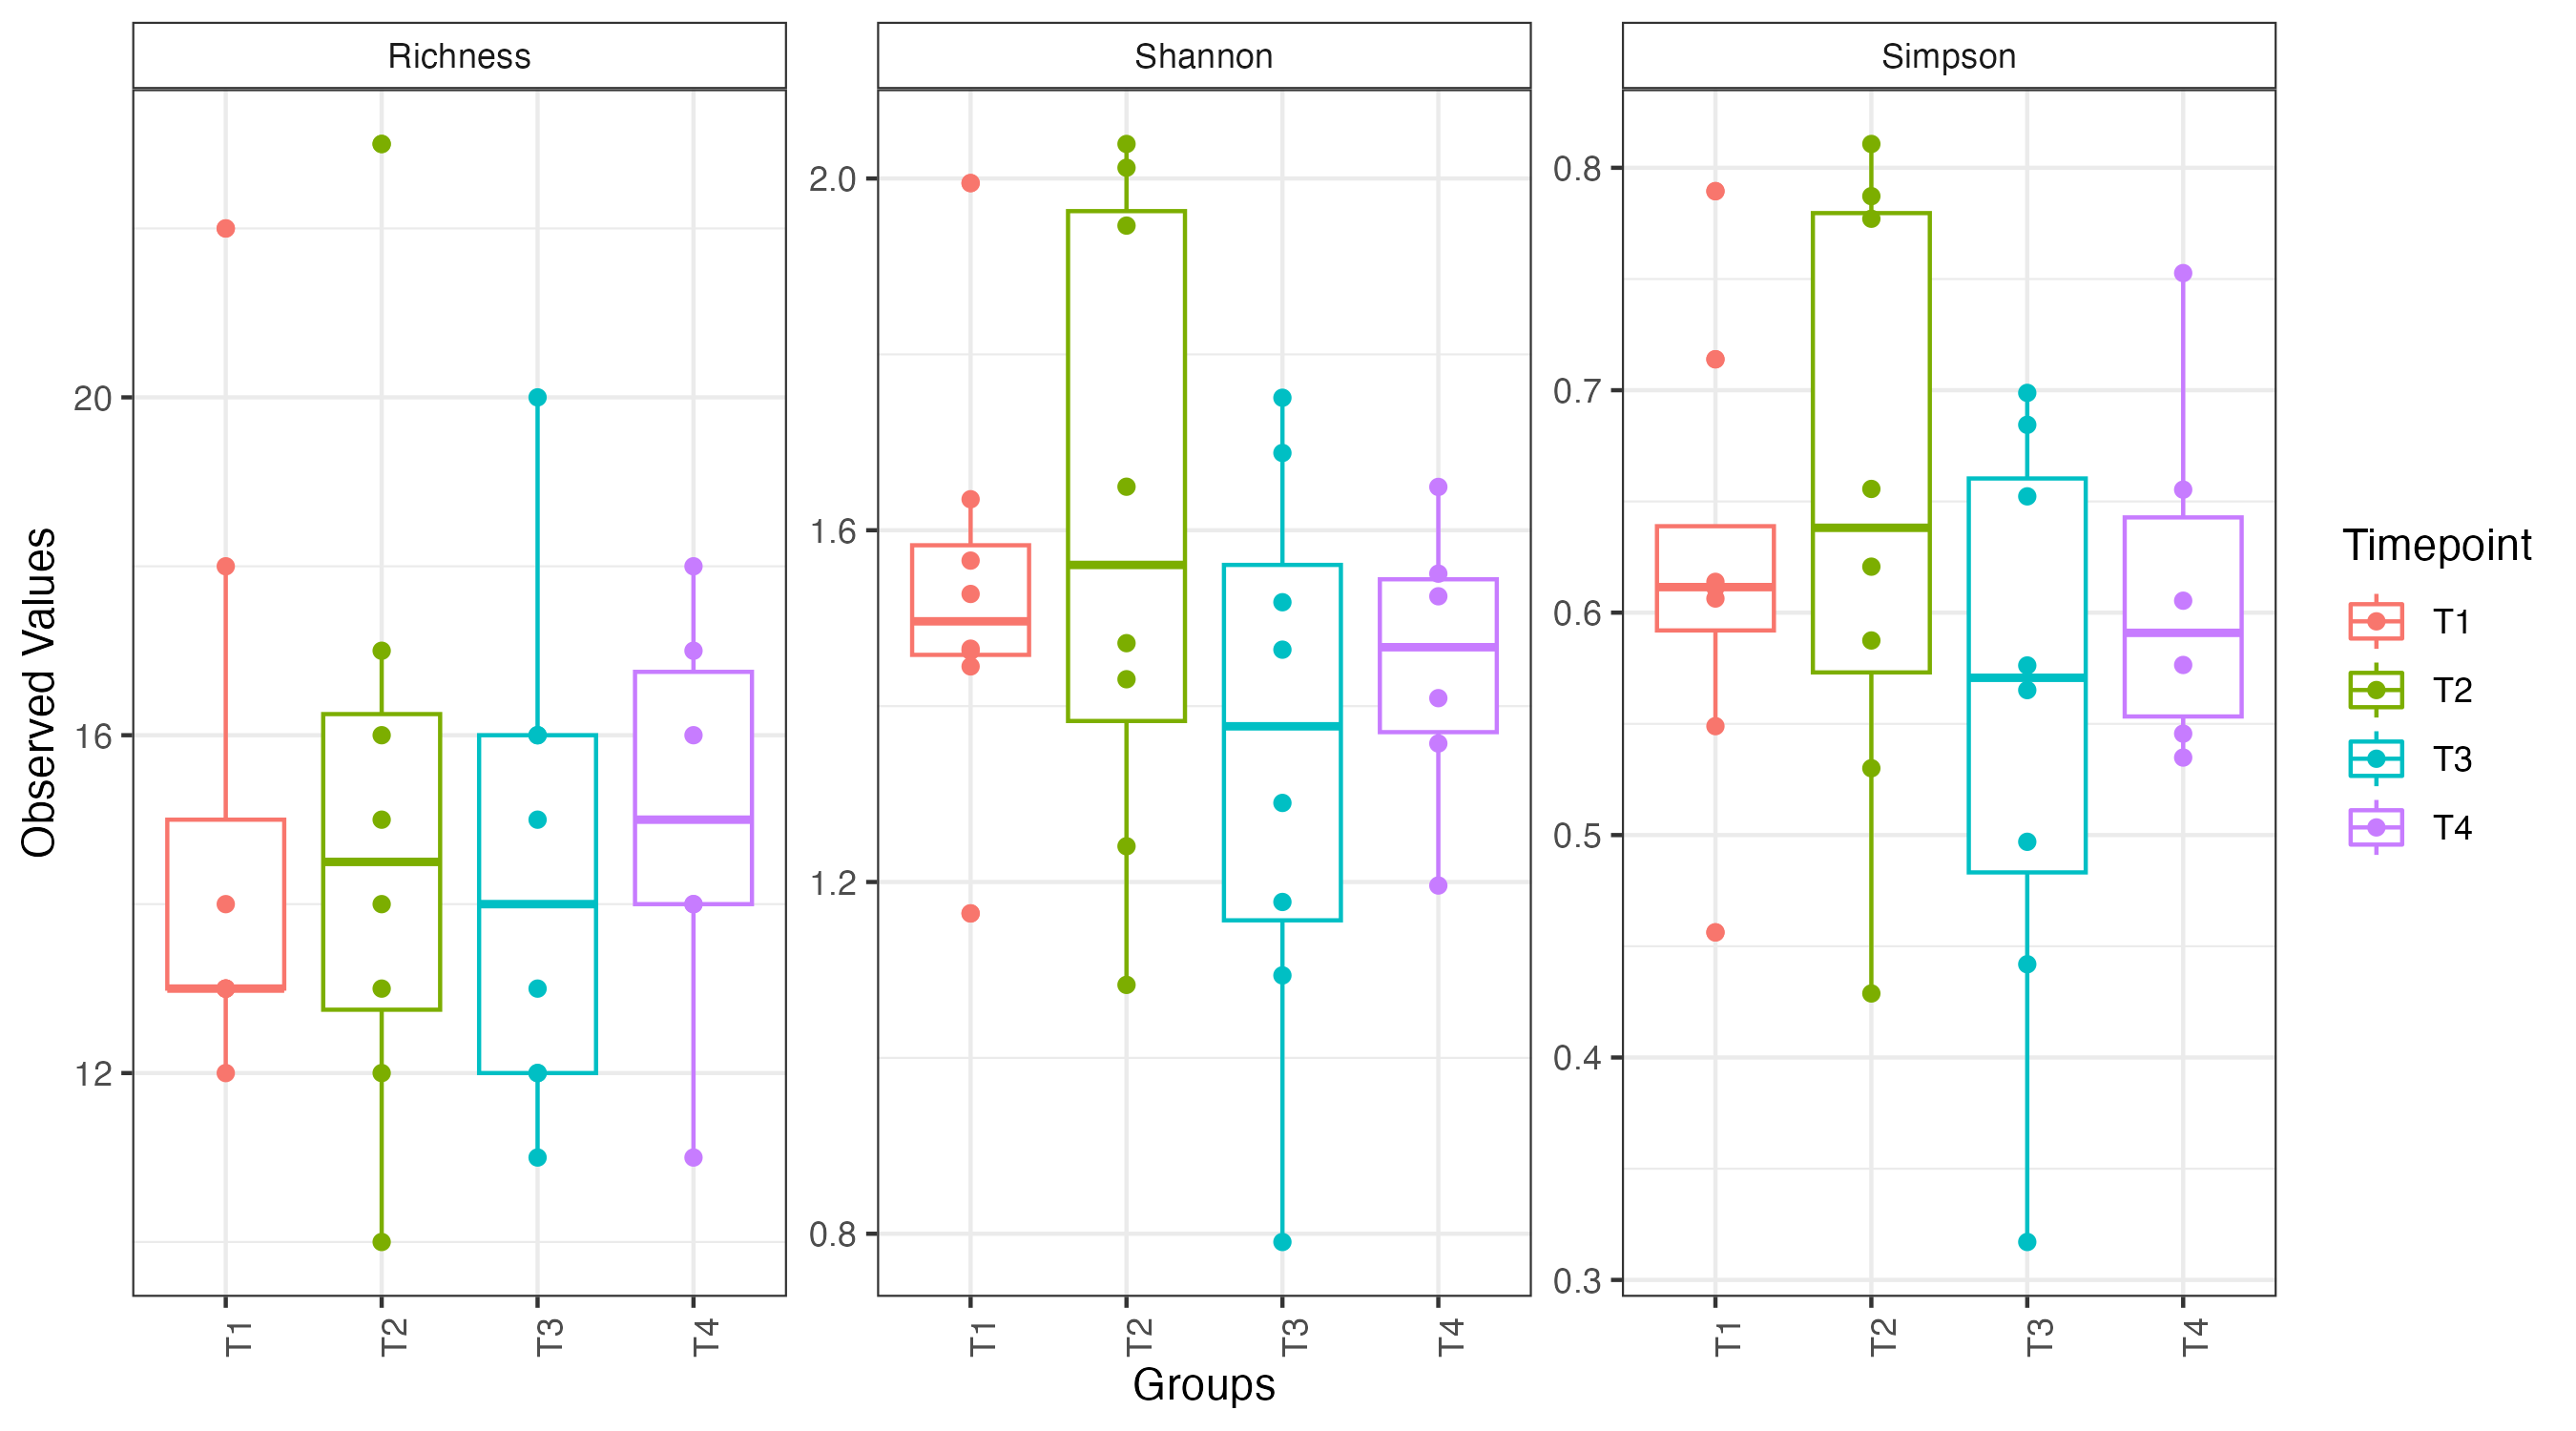 Richness
Shannon
Simpson
Observed Values
20
16
12
2.0
1.6
1.2
0.8
0.8
0.7
0.6
0.5
0.4
0.3
T1
T2
T3
T4
T1
T2
T3
T4
T1
T2
T3
T4
Groups
Timepoint
T1
T2
T3
T4